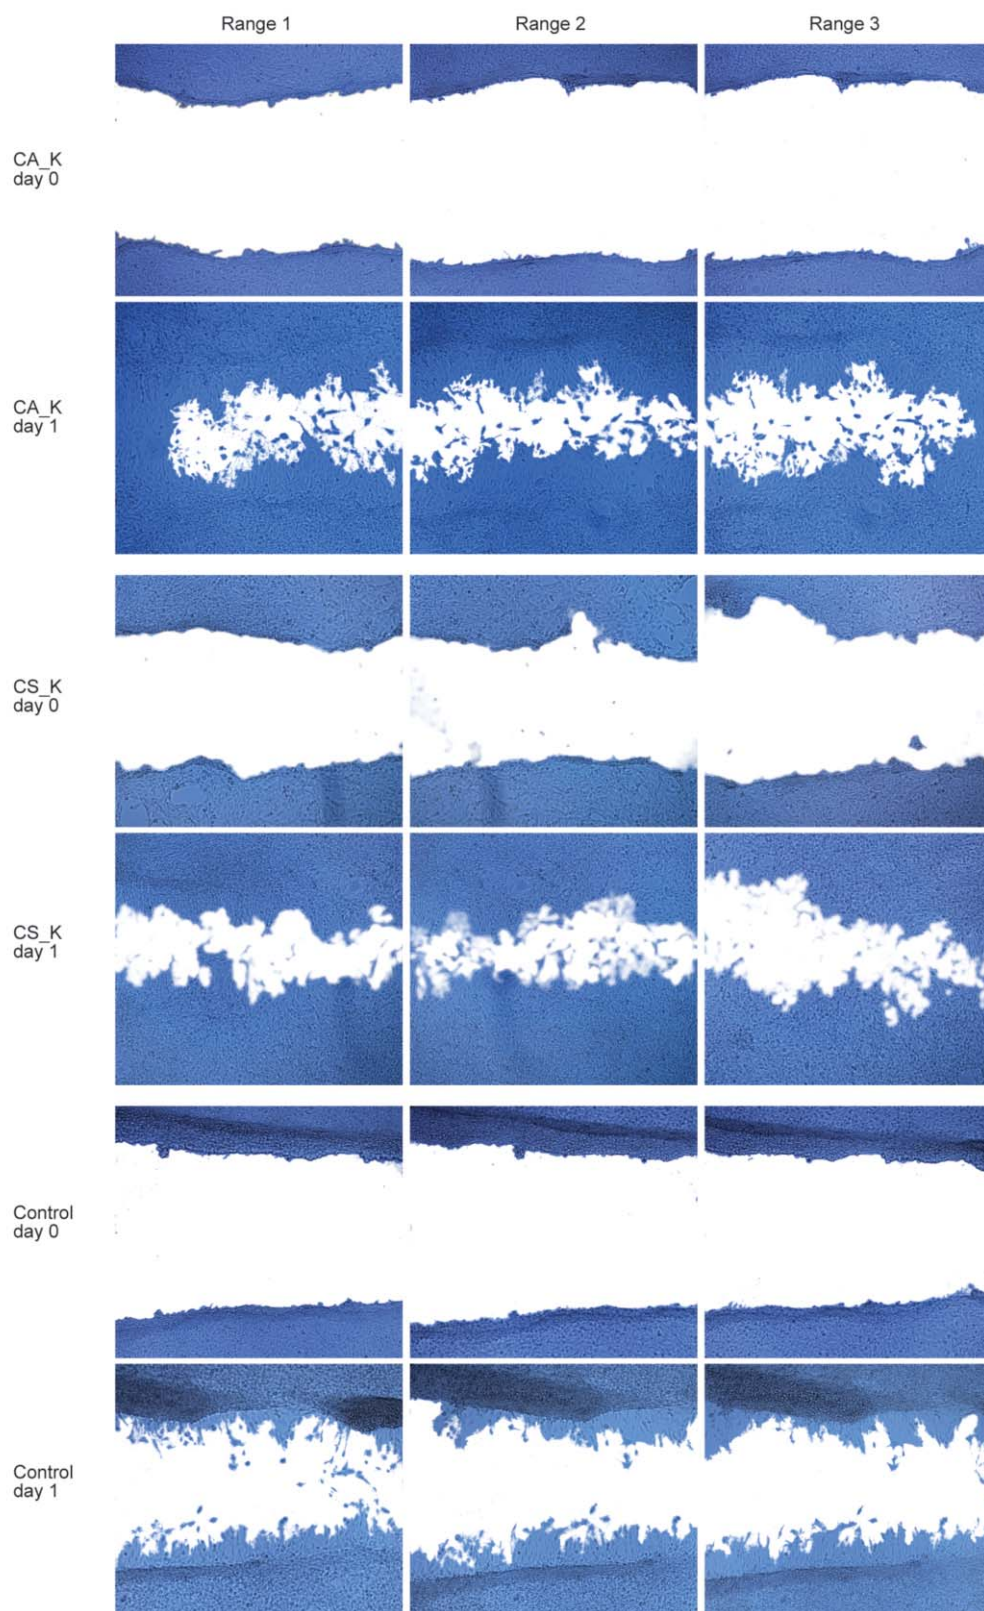 Range 1 Range 2 Range 3
CA_K
day 0
CA_K
day 1
CS_K
day 0
CS_K
day 1
Control
day 0
Control
day 1